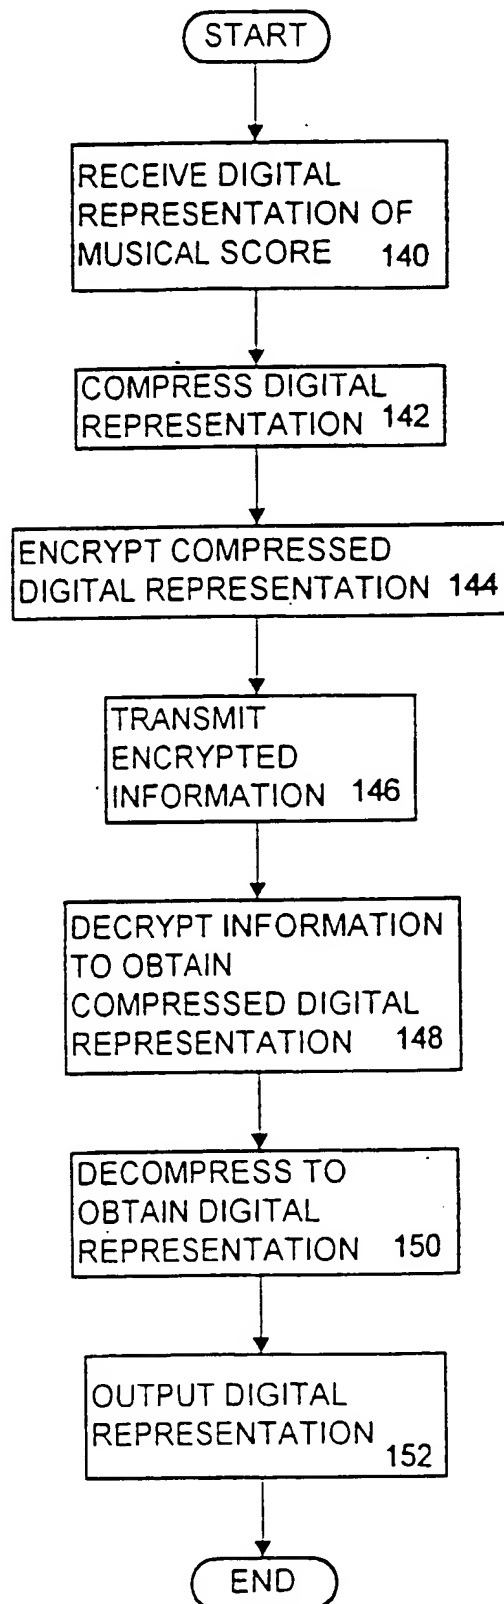 START
RECEIVE DIGITAL
REPRESENTATION OF
MUSICAL SCORE 140
COMPRESS DIGITAL
REPRESENTATION 142
ENCRYPT COMPRESSED
DIGITAL REPRESENTATION 144
TRANSMIT
ENCRYPTED
INFORMATION 146
DECRYPT INFORMATION
TO OBTAIN
COMPRESSED DIGITAL
REPRESENTATION 148
DECOMPRESS TO
OBTAIN DIGITAL
REPRESENTATION 150
OUTPUT DIGITAL
REPRESENTATION
152
END